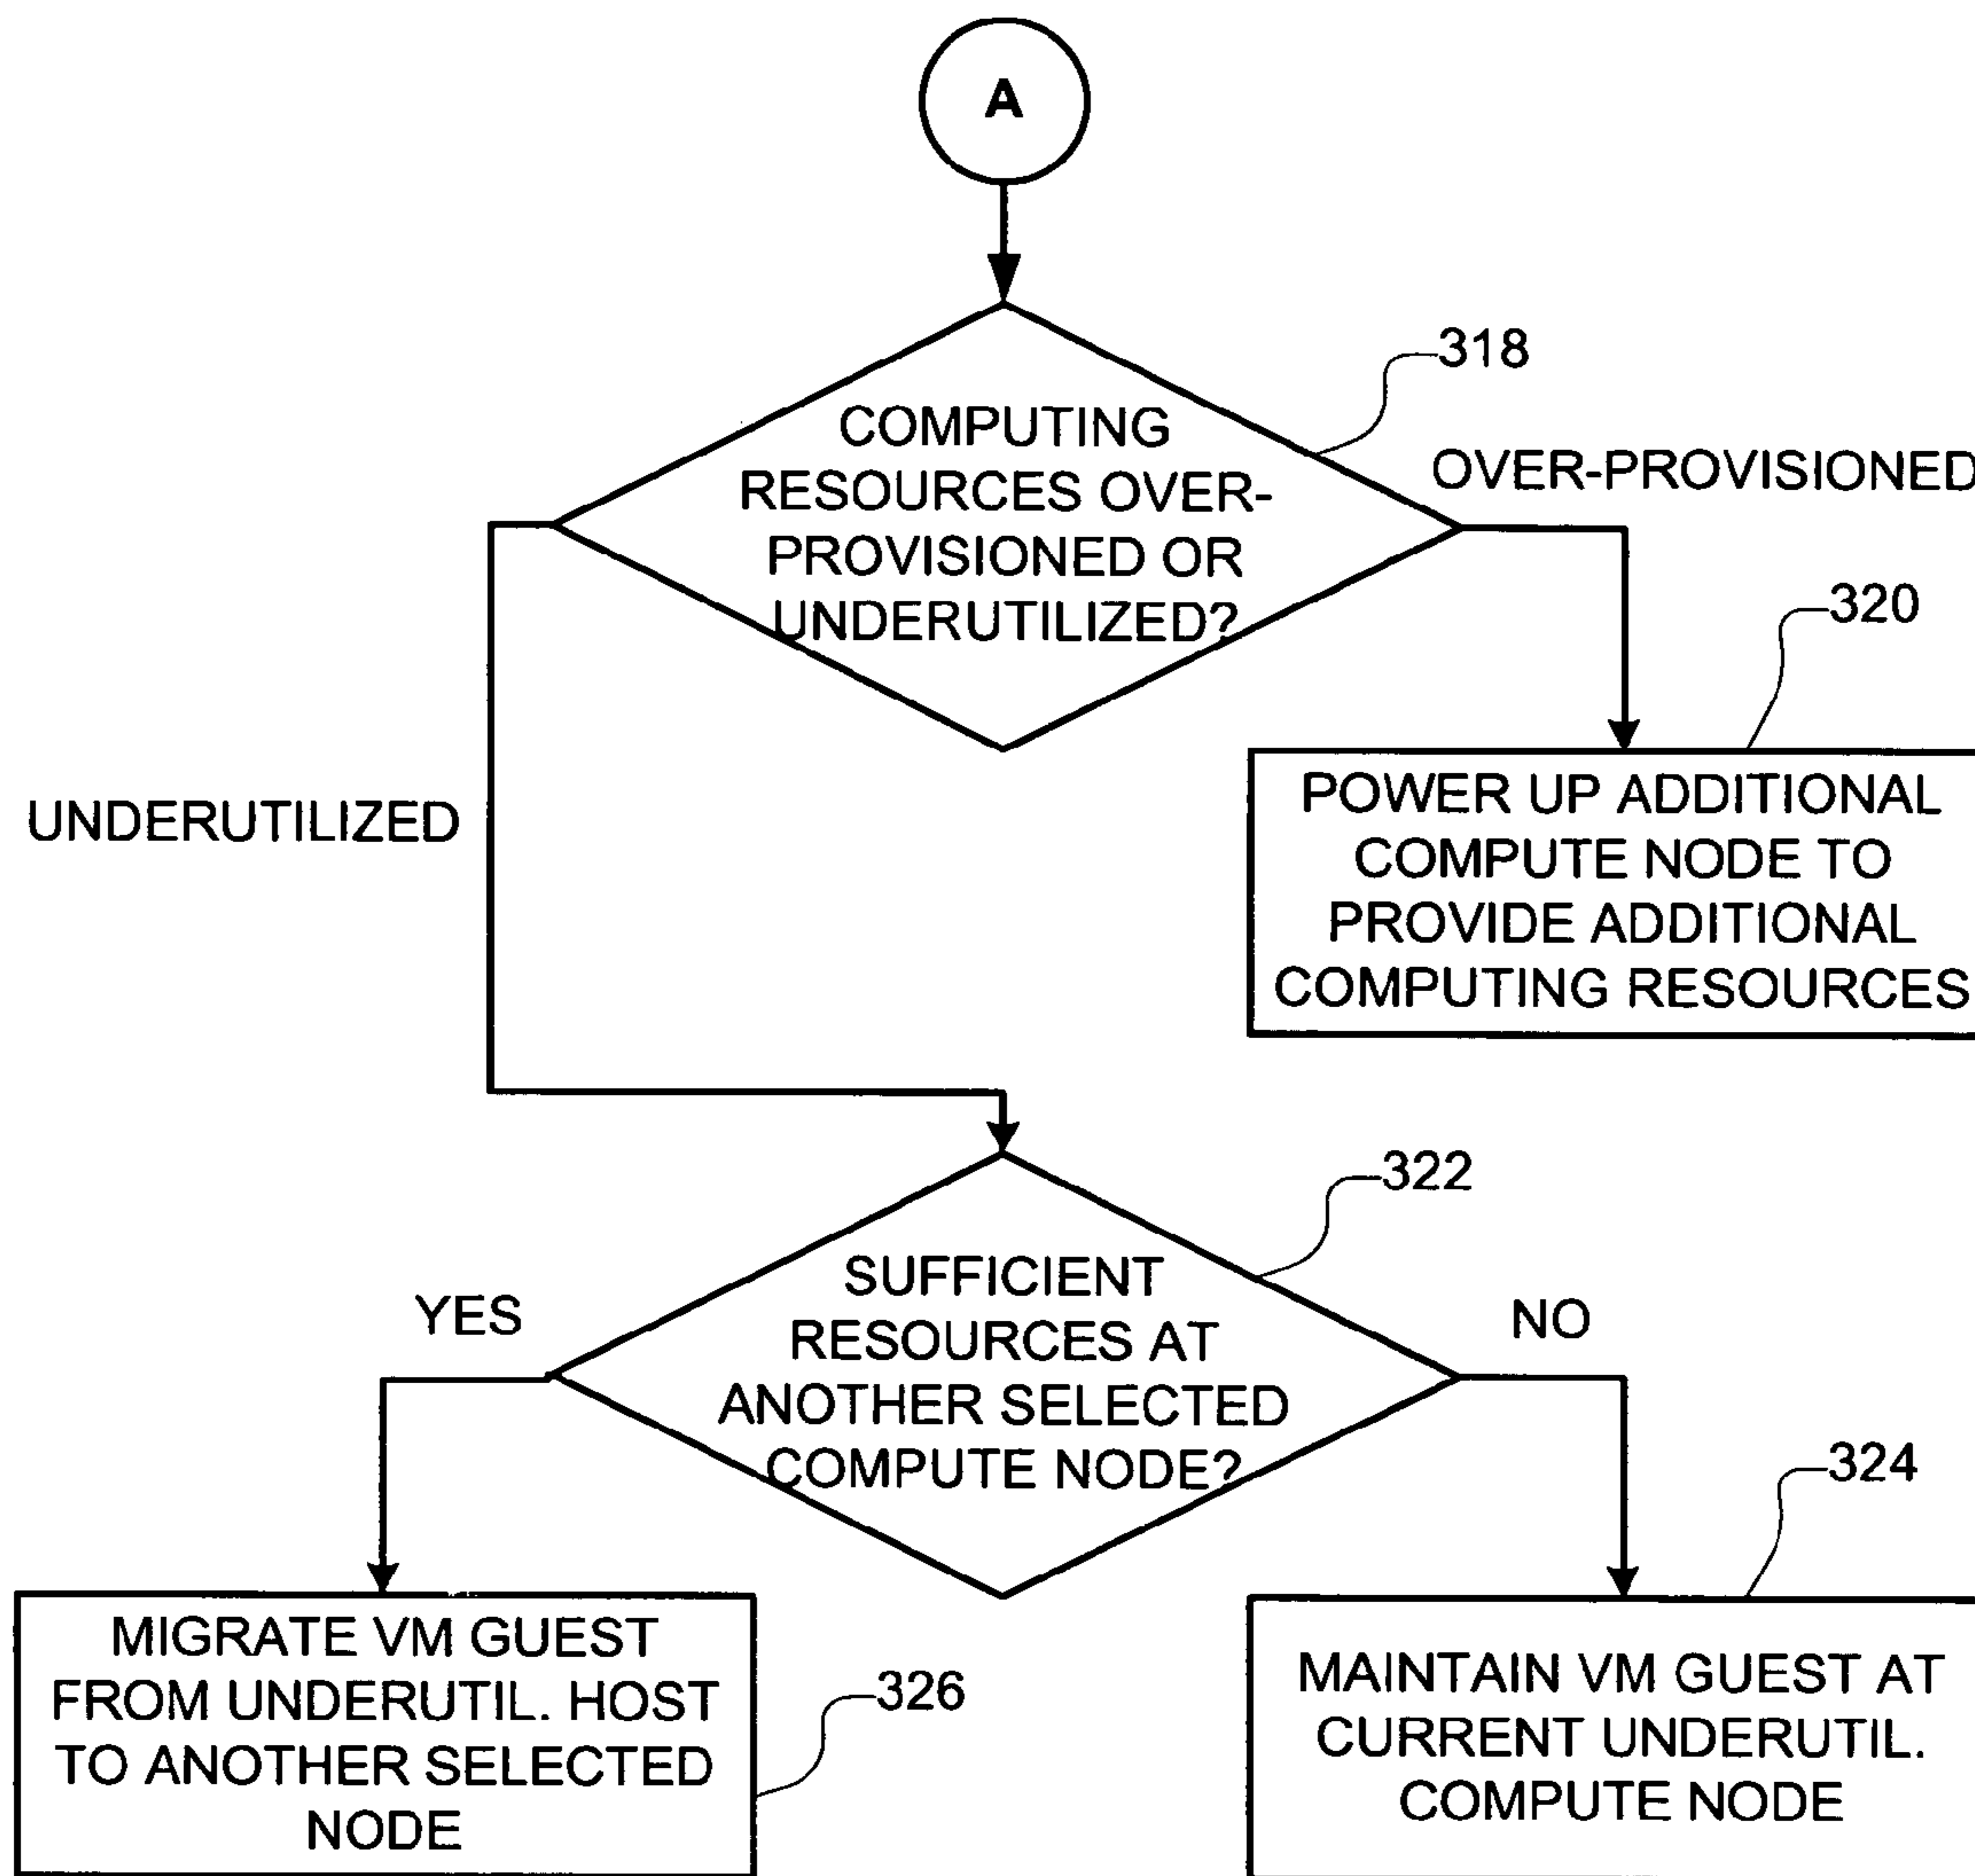 A
318
COMPUTING
RESOURCES OVER-
PROVISIONED OR
UNDERUTILIZED?
OVER-PROVISIONED
320
POWER UP ADDITIONAL
COMPUTE NODE TO
PROVIDE ADDITIONAL
COMPUTING RESOURCES
UNDERUTILIZED
322
SUFFICIENT
RESOURCES AT
ANOTHER SELECTED
COMPUTE NODE?
YES
NO
324
MIGRATE VM GUEST
FROM UNDERUTIL. HOST
TO ANOTHER SELECTED
NODE
326
MAINTAIN VM GUEST AT
CURRENT UNDERUTIL.
COMPUTE NODE